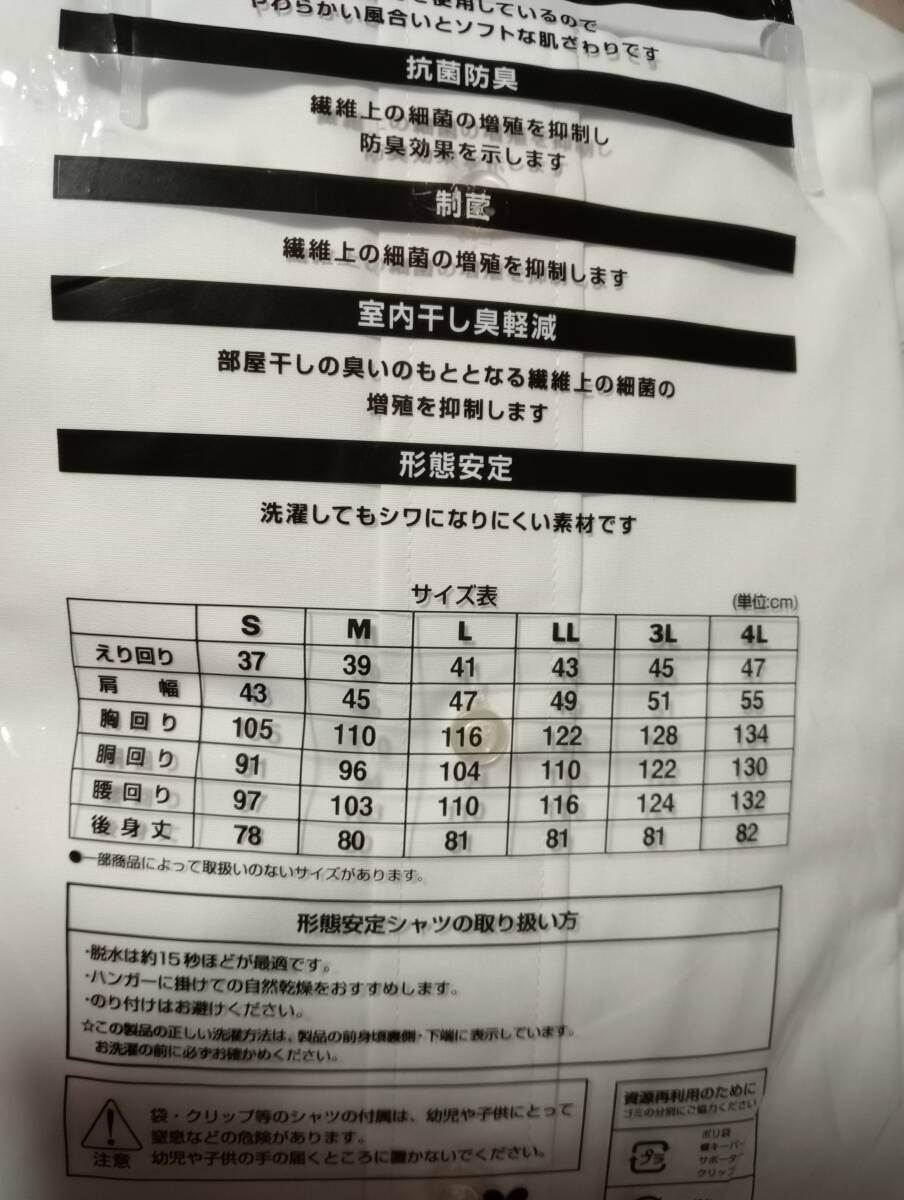 使用しているので
やわらかい風合いとソフトな肌ざわりです
抗菌防臭
繊維上の細菌の増殖を抑制し
防臭効果を示します
制菌
繊維上の細菌の増殖を抑制します
室内干し臭軽減
部屋干しの臭いのもととなる繊維上の細菌の
増殖を抑制します
形態安定
洗濯してもシワになりにくい素材です
サイズ表
(単位:cm)
S M L LL 3L 4L
えり回り 37 39 41 43 45 47
肩幅 43 45 47 49 51 55
胸回り 105 110 116 122 128 134
胴回り 91 96 104 110 122 130
腰回り 97 103 110 116 124 132
後身丈 78 80 81 81 81 82
●一部商品によって取扱いのないサイズがあります。
形態安定シャツの取り扱い方
・脱水は約15秒ほどが最適です。
・ハンガーに掛けての自然乾燥をおすすめします。
・のり付けはお避けください。
☆この製品の正しい洗濯方法は、製品の前身頃裏側・下端に表示しています。
お洗濯の前に必ずお確かめください。
注意
袋・クリップ等のシャツの付属は、幼児や子供にとって
窒息などの危険があります。
幼児や子供の手の届くところに置かないでください。
資源再利用のために
ゴミの分別にご協力ください
プラ
ポリ袋
蝶キーパー
サポーター
クリップ